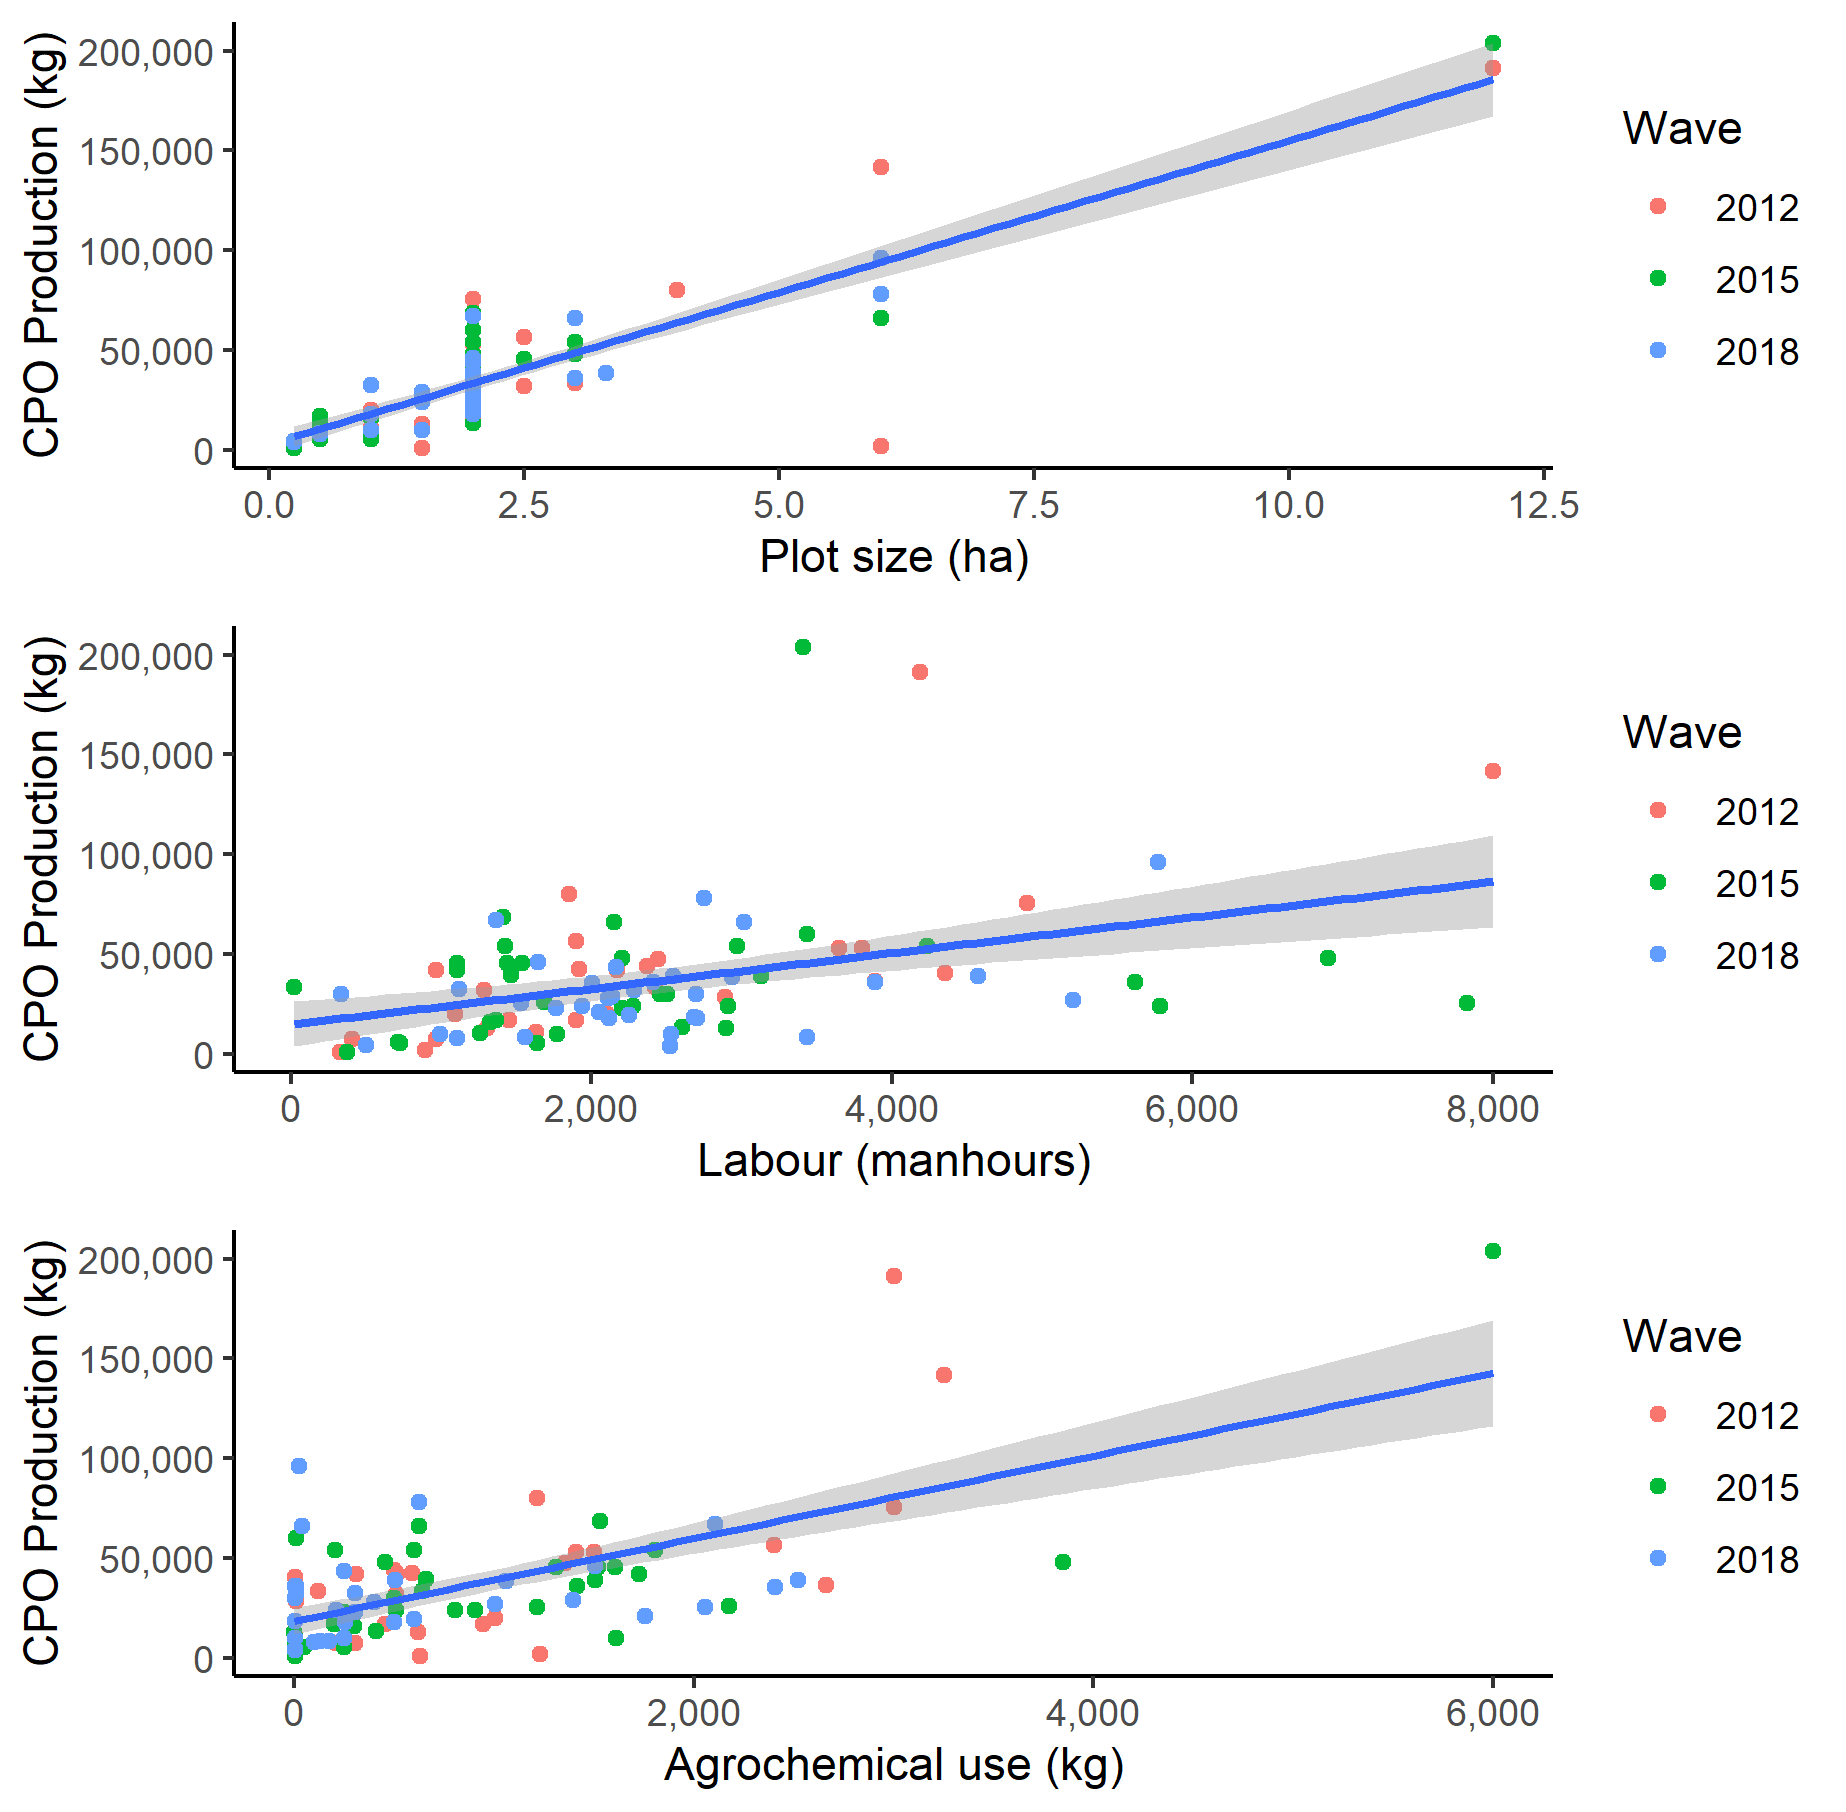 CPO Production (kg)
200,000
150,000
100,000
50,000
0
0.0 2.5 5.0 7.5 10.0 12.5
Plot size (ha)
Wave
2012
2015
2018
CPO Production (kg)
200,000
150,000
100,000
50,000
0
0 2,000 4,000 6,000 8,000
Labour (manhours)
Wave
2012
2015
2018
CPO Production (kg)
200,000
150,000
100,000
50,000
0
0 2,000 4,000 6,000
Agrochemical use (kg)
Wave
2012
2015
2018